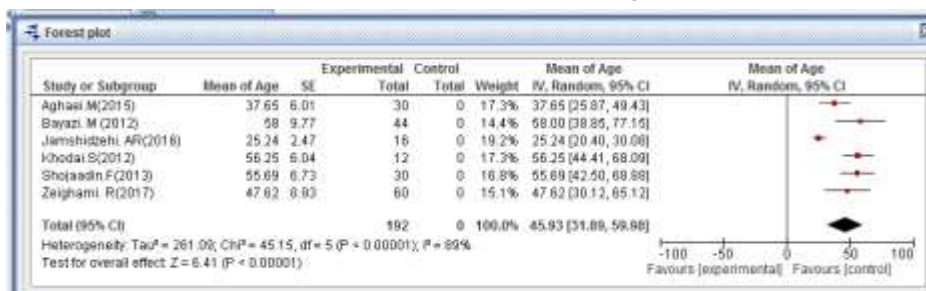 Forest plot
Experimental Control Mean of Age Mean of Age
Study or Subgroup Mean of Age SE Total Total Weight IV, Random, 95% CI IV, Random, 95% CI
Aghaei.M(2015) 37.65 6.01 30 0 17.3% 37.65 [25.87, 49.43]
Bayazi. M (2012) 58 9.77 44 0 14.4% 58.00 [38.85, 77.15]
Jamshidzehi. AR(2016) 25.24 2.47 16 0 19.2% 25.24 [20.40, 30.08]
Khodai.S(2012) 56.25 6.04 12 0 17.3% 56.25 [44.41, 68.09]
Shojaadin.F(2013) 55.69 6.73 30 0 16.8% 55.69 [42.50, 68.88]
Zeighami. R(2017) 47.62 8.93 60 0 15.1% 47.62 [30.12, 65.12]
Total (95% CI) 192 0 100.0% 45.93 [31.89, 59.98]
Heterogeneity: Tau² = 261.09; Chi² = 45.15, df = 5 (P < 0.00001); I² = 89%
Test for overall effect: Z = 6.41 (P < 0.00001)
-100 -50 0 50 100
Favours [experimental] Favours [control]